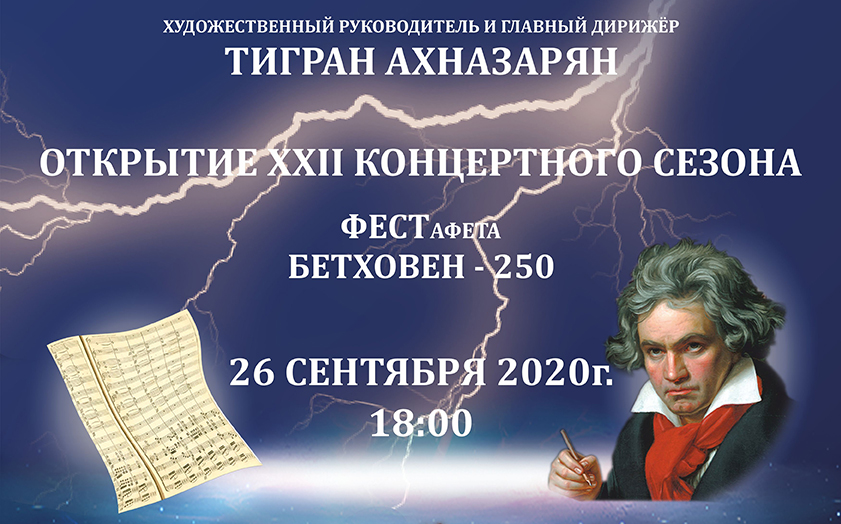 ХУДОЖЕСТВЕННЫЙ РУКОВОДИТЕЛЬ И ГЛАВНЫЙ ДИРИЖЁР
ТИГРАН АХНАЗАРЯН
ОТКРЫТИЕ XXII КОНЦЕРТНОГО СЕЗОНА
ФЕСТАФЕТА
БЕТХОВЕН - 250
26 СЕНТЯБРЯ 2020г.
18:00